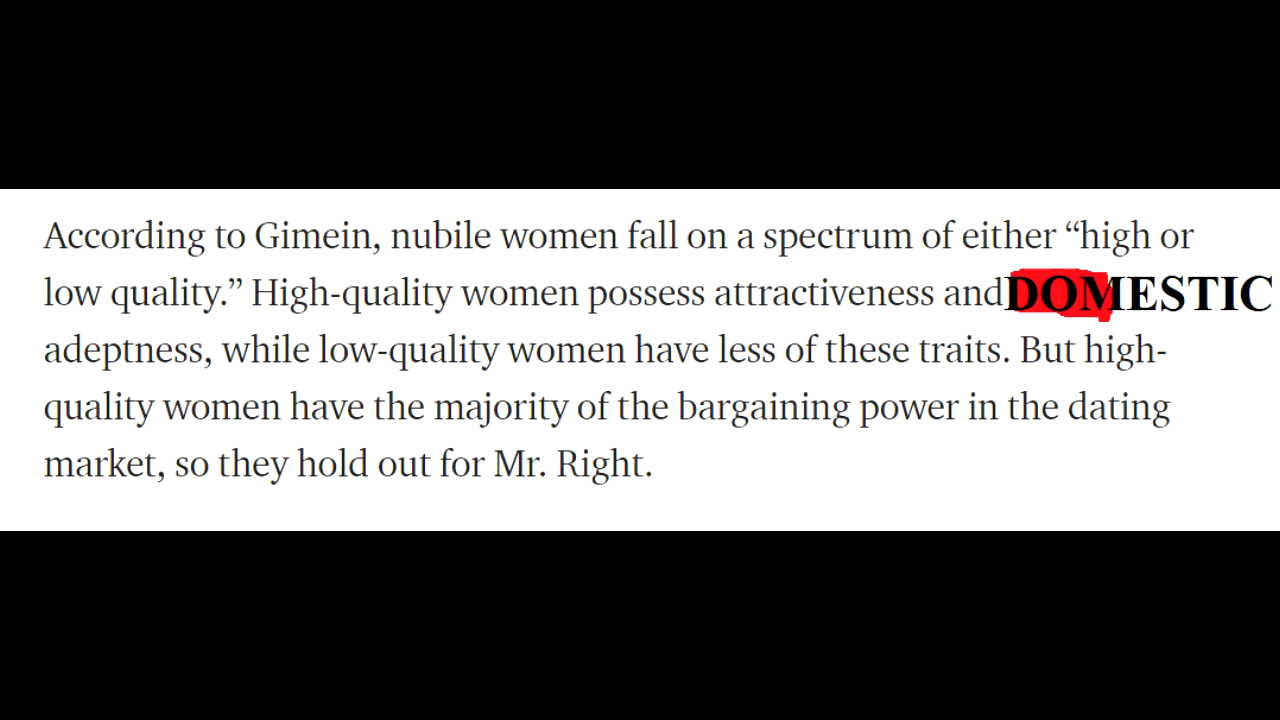 According to Gimein, nubile women fall on a spectrum of either “high or
low quality.” High-quality women possess attractiveness and DOMESTIC
adeptness, while low-quality women have less of these traits. But high-
quality women have the majority of the bargaining power in the dating
market, so they hold out for Mr. Right.